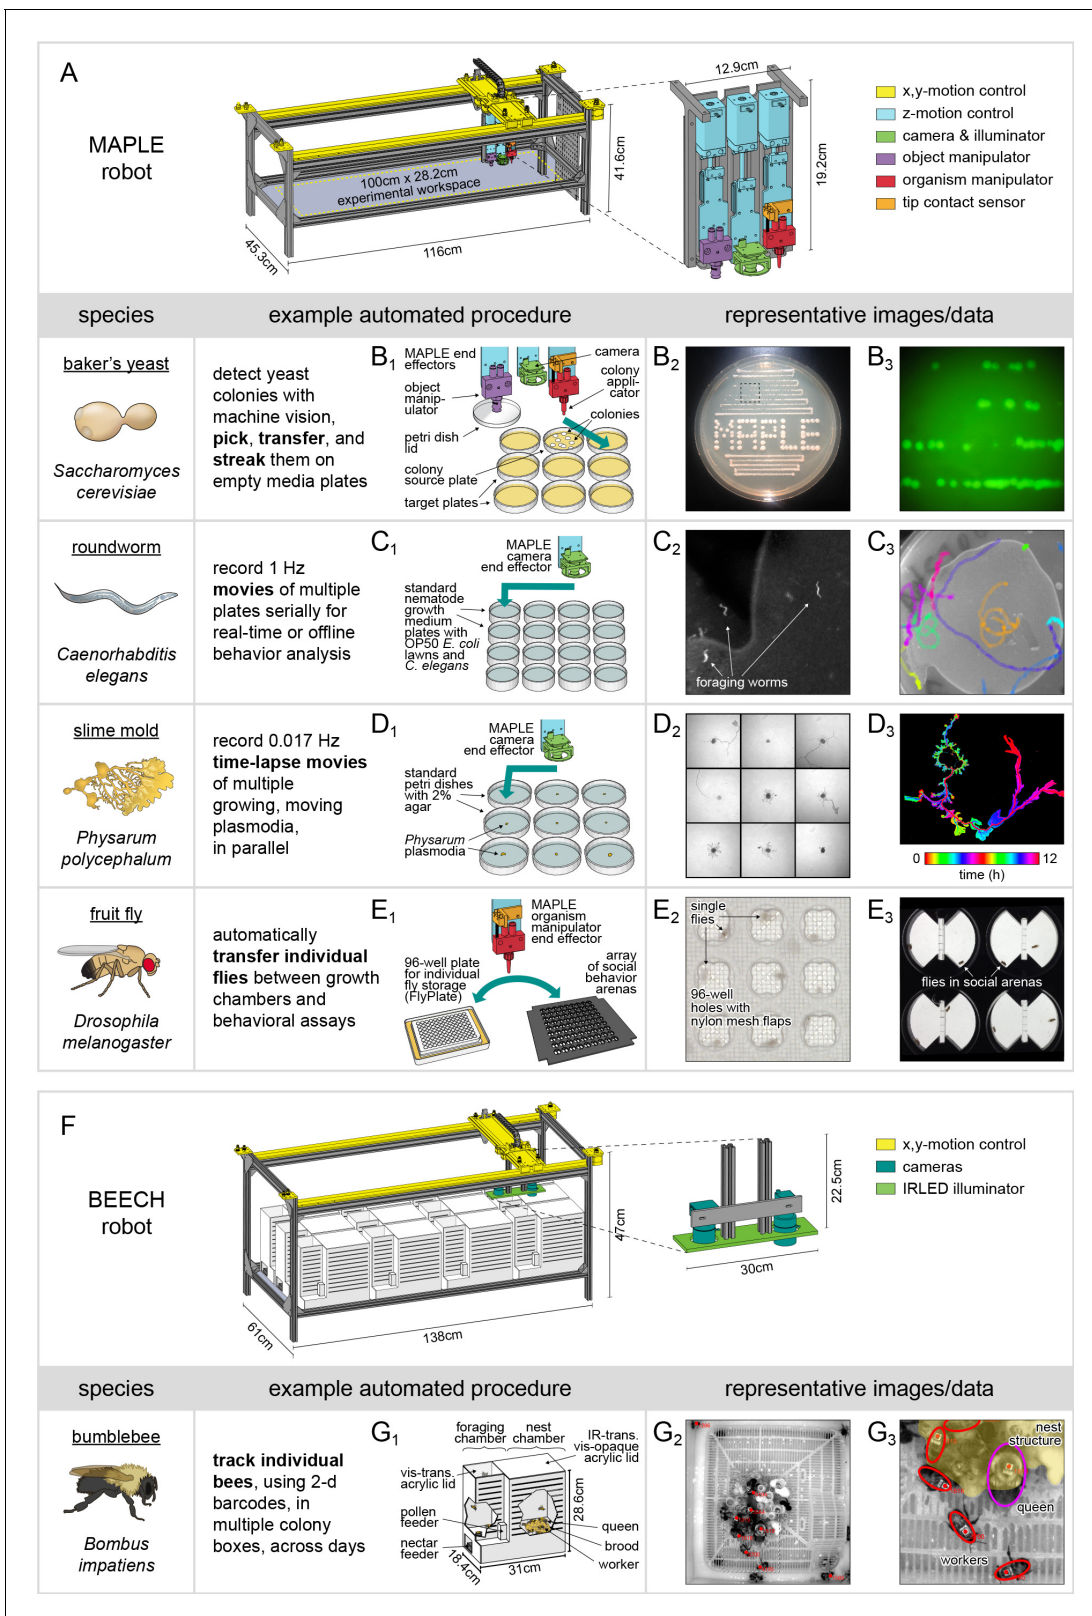 A
MAPLE
robot
100cm x 28.2cm
experimental workspace
45.3cm
116cm
41.6cm
12.9cm
19.2cm
x,y-motion control
z-motion control
camera & illuminator
object manipulator
organism manipulator
tip contact sensor
species
example automated procedure
representative images/data
baker's yeast
Saccharomyces
cerevisiae
detect yeast
colonies with
machine vision,
pick, transfer, and
streak them on
empty media plates
B1
MAPLE end
effectors
object
manip-
ulator
petri dish
lid
colony
source plate
target plates
camera
colony
appli-
cator
colonies
B2
MAPLE
B3
roundworm
Caenorhabditis
elegans
record 1 Hz
movies of multiple
plates serially for
real-time or offline
behavior analysis
C1
MAPLE
camera
end effector
standard
nematode
growth
medium
plates with
OP50 E. coli
lawns and
C. elegans
C2
foraging worms
C3
slime mold
Physarum
polycephalum
record 0.017 Hz
time-lapse movies
of multiple
growing, moving
plasmodia,
in parallel
D1
MAPLE
camera
end effector
standard
petri dishes
with 2%
agar
Physarum
plasmodia
D2
D3
0
12
time (h)
fruit fly
Drosophila
melanogaster
automatically
transfer individual
flies between growth
chambers and
behavioral assays
E1
MAPLE
organism
manipulator
end effector
96-well plate
for individual
fly storage
(FlyPlate)
array
of social
behavior
arenas
E2
single
flies
96-well
holes with
nylon mesh flaps
E3
flies in social arenas
F
BEECH
robot
61cm
138cm
47cm
22.5cm
30cm
x,y-motion control
cameras
IRLED illuminator
species
example automated procedure
representative images/data
bumblebee
Bombus
impatiens
track individual
bees, using 2-d
barcodes, in
multiple colony
boxes, across days
G1
foraging
chamber
nest
chamber
IR-trans.
vis-opaque
acrylic lid
vis-trans.
acrylic lid
pollen
feeder
nectar
feeder
18.4cm
31cm
28.6cm
queen
brood
worker
G2
G3
nest
structure
queen
workers